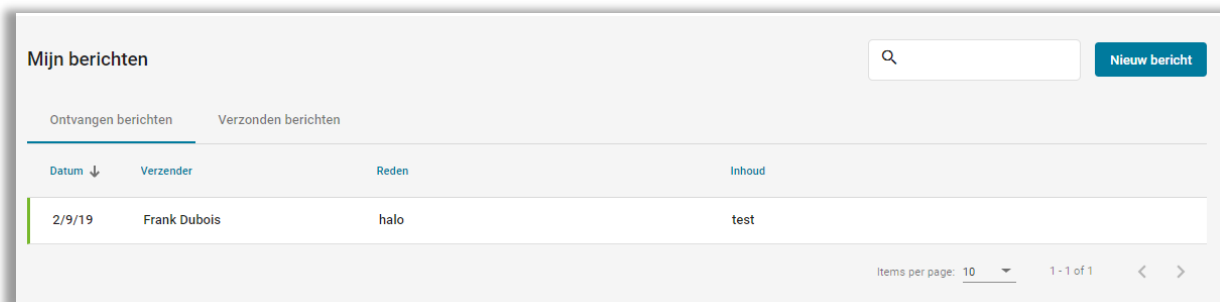 Mijn berichten
Nieuw bericht
Ontvangen berichten Verzonden berichten
Datum Verzender Reden Inhoud
2/9/19 Frank Dubois halo test
Items per page: 10 1 - 1 of 1